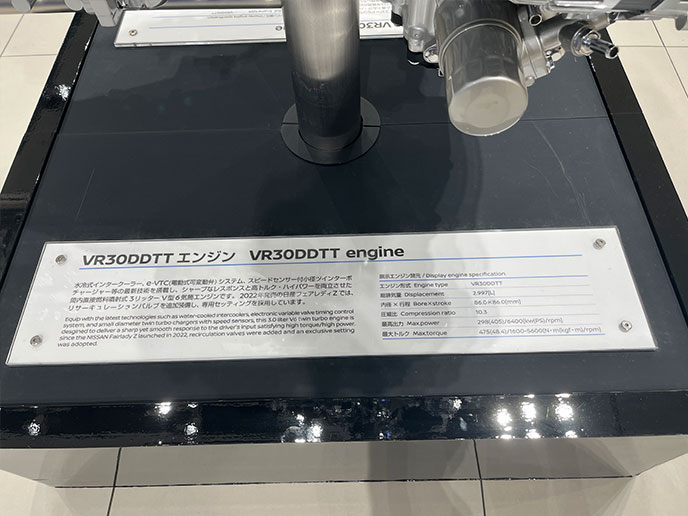 VR30
VR30DDTT エンジン VR30DDTT engine
水冷式インタークーラー、e-VTC(電動式可変動弁)システム、スピードセンサー付小径ツインターボ
チャージャー等の最新技術を搭載し、シャープなレスポンスと高トルク・ハイパワーを両立させた
筒内直接燃料噴射式3リッター V型6気筒エンジンです。2022年発売の日産フェアレディZでは、
リサーキュレーションバルブを追加装備し、専用セッティングを採用しています。
Equip with the latest technologies such as water-cooled intercoolers, electronic variable valve timing control
system, and small diameter twin turbo chargers with speed sensors, this 3.0 liter V6 twin turbo engine is
designed to deliver a sharp yet smooth response to the driver's input satisfying high torque/high power
since the NISSAN Fairlady Z launched in 2022, recirculation valves were added and an exclusive setting
was adopted.
展示エンジン諸元 / Display engine specification
エンジン形式 Engine type VR30DDTT
総排気量 Displacement 2,997[L]
内径×行程 Bore×stroke 86.0×86.0[mm]
圧縮比 Compression ratio 10.3
最高出力 Max.power 298(405)/6400[kw(PS)/rpm]
最大トルク Max.torque 475(48.4)/1600-5600[N・m(kgf・m)/rpm]